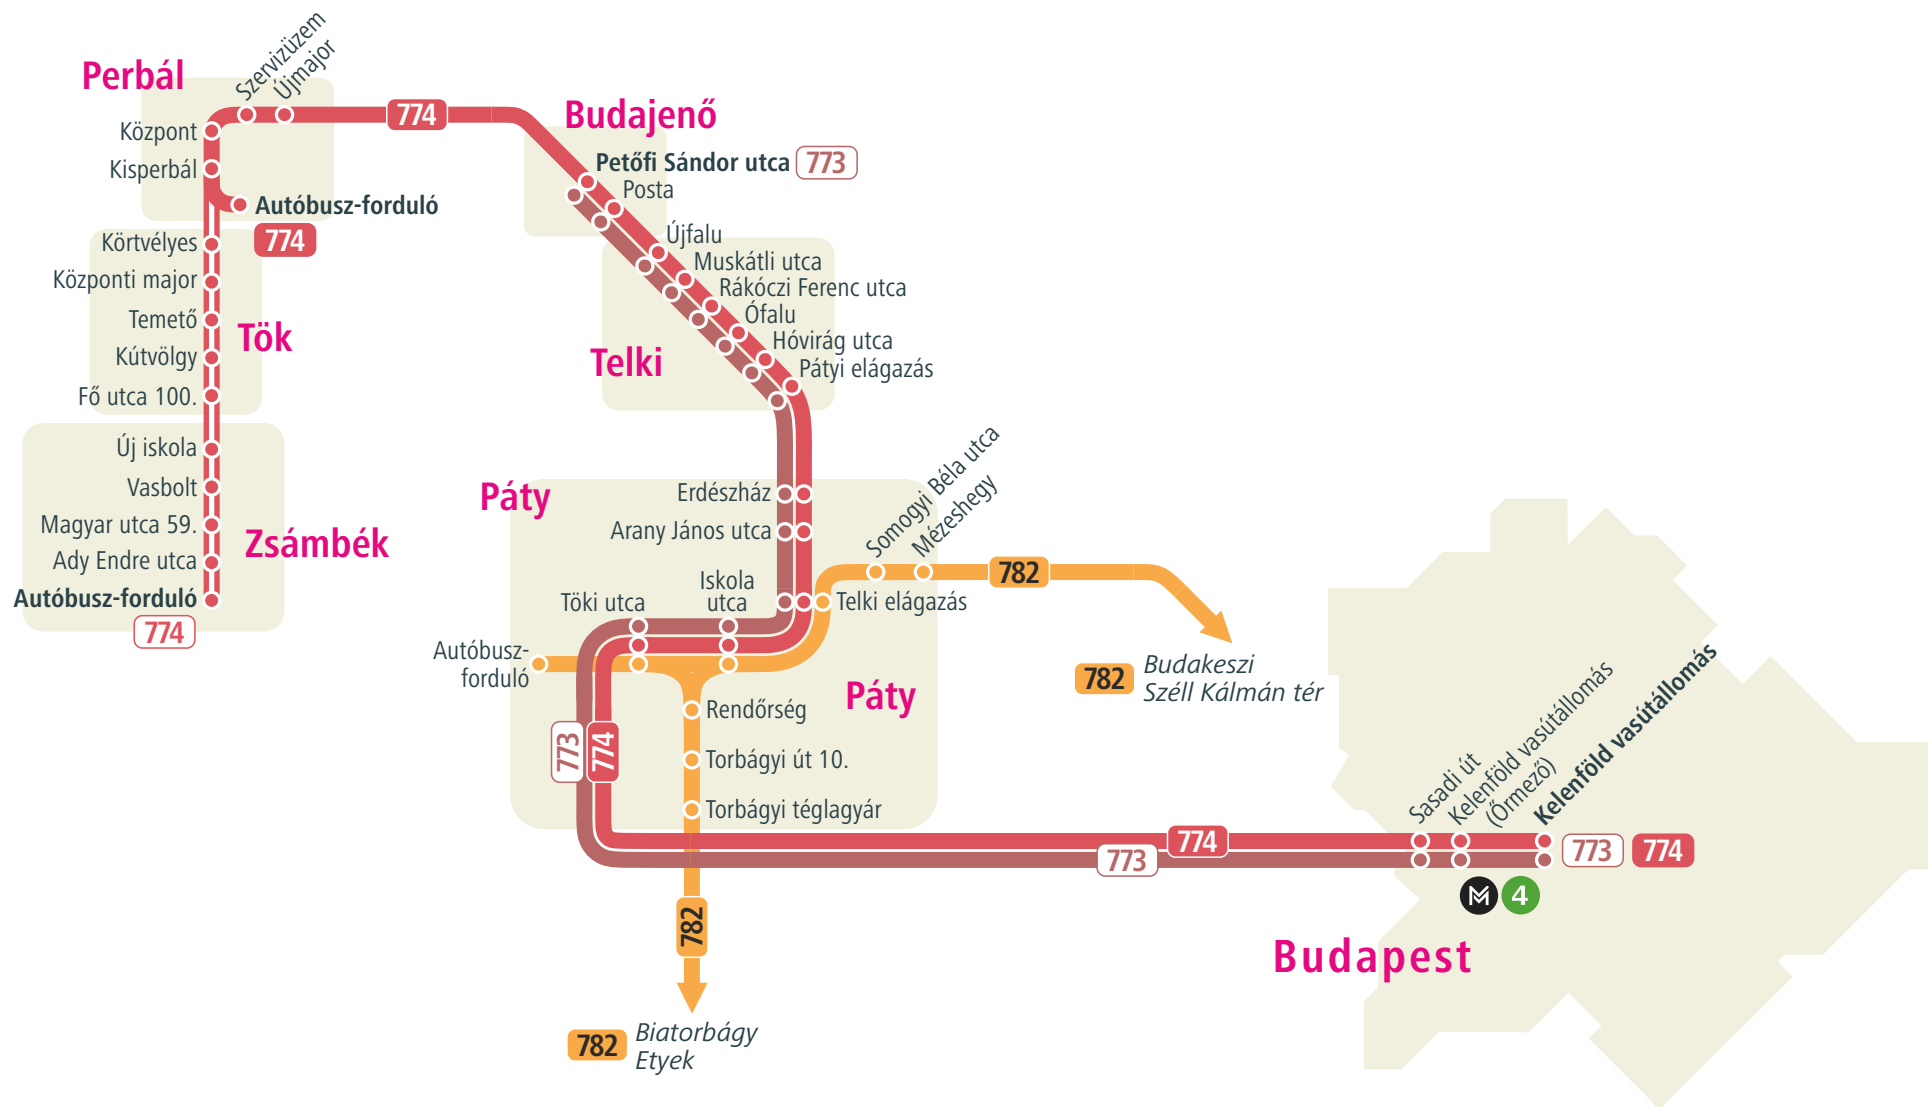 Perbál
Szervizüzem
Újmajor
774
Központ
Kisperbál
Autóbusz-forduló
774
Körtvélyes
Központi major
Temető
Tök
Kútvölgy
Fő utca 100.
Új iskola
Vasbolt
Magyar utca 59.
Zsámbék
Ady Endre utca
Autóbusz-forduló
774
Budajenő
Petőfi Sándor utca 773
Posta
Újfalu
Muskátli utca
Rákóczi Ferenc utca
Ófalu
Hóvirág utca
Telki
Pátyi elágazás
Páty
Erdészház
Arany János utca
Somogyi Béla utca
Mézeshegy
782
Iskola
utca
Töki utca
Telki elágazás
Autóbusz-
forduló
782
Budakeszi
Széll Kálmán tér
Páty
Rendőrség
773
774
Torbágyi út 10.
Torbágyi téglagyár
Sasadi út
Kelenföld vasútállomás
(Őrmező)
Kelenföld vasútállomás
774
773
773 774
M 4
782
Budapest
782
Biatorbágy
Etyek